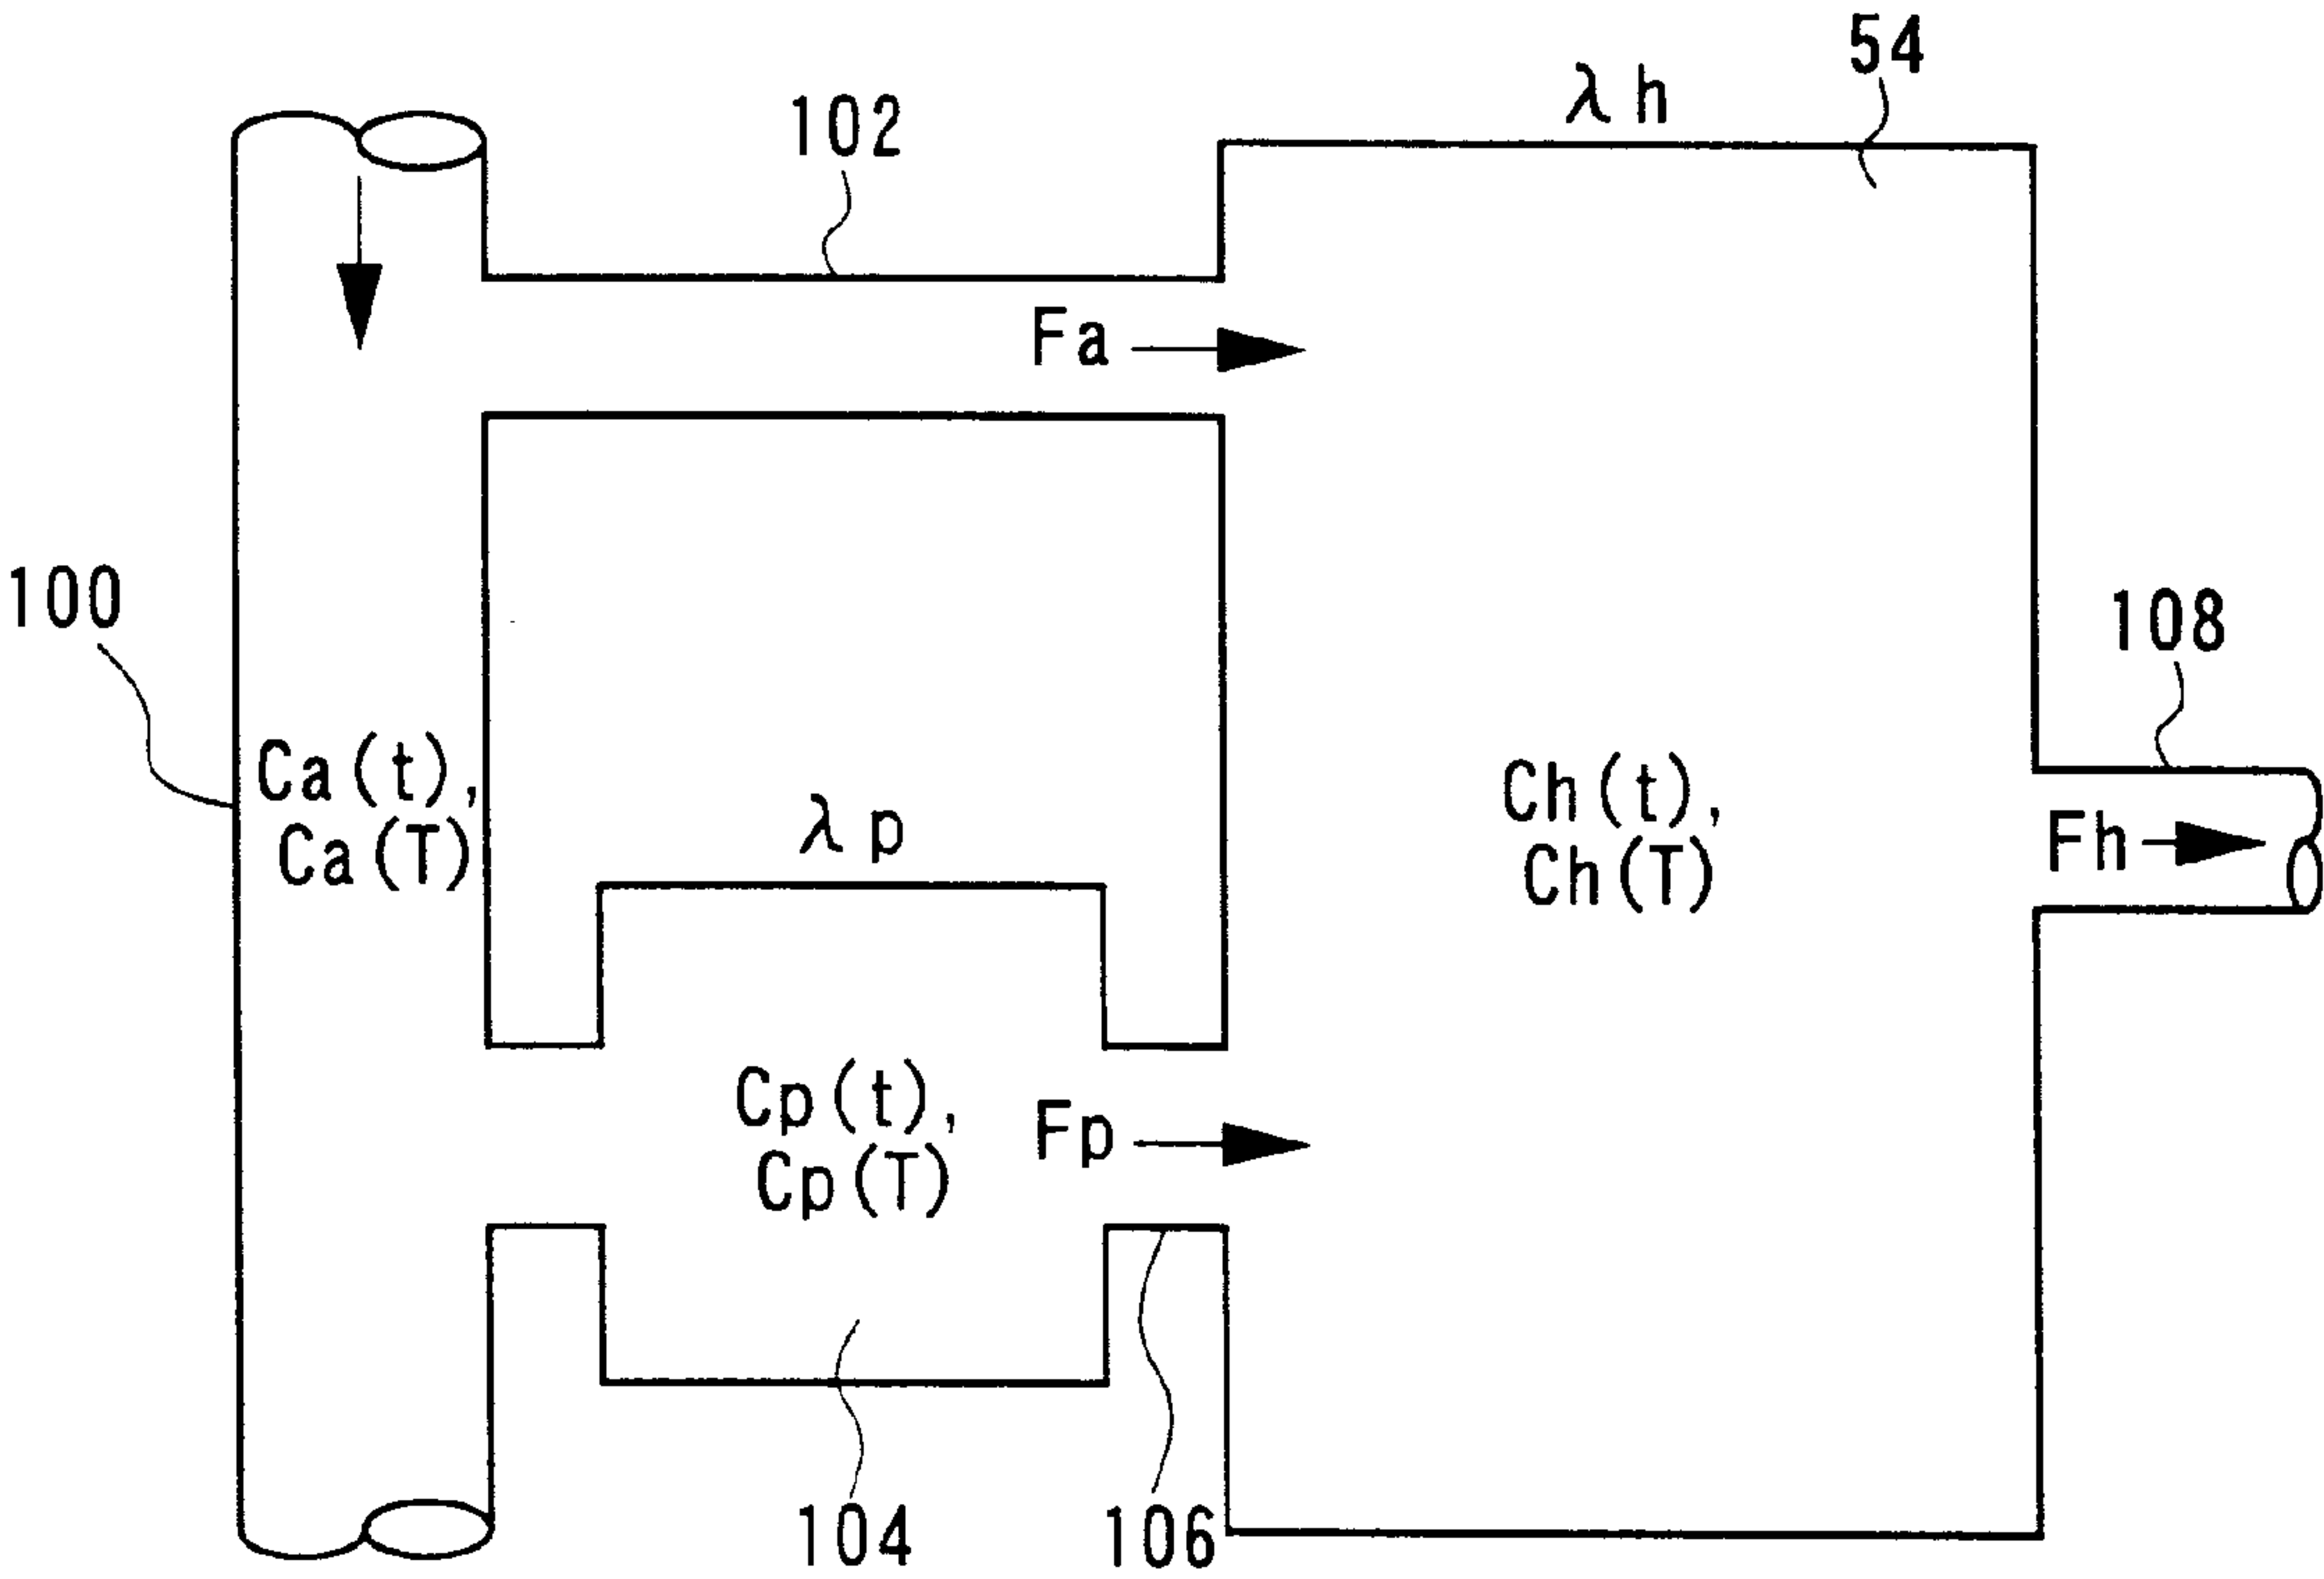 54
λh
102
Fa
100
108
Ca(t),
Ca(T)
λp
Ch(t),
Ch(T)
Fh
Cp(t),
Cp(T)
Fp
104
106